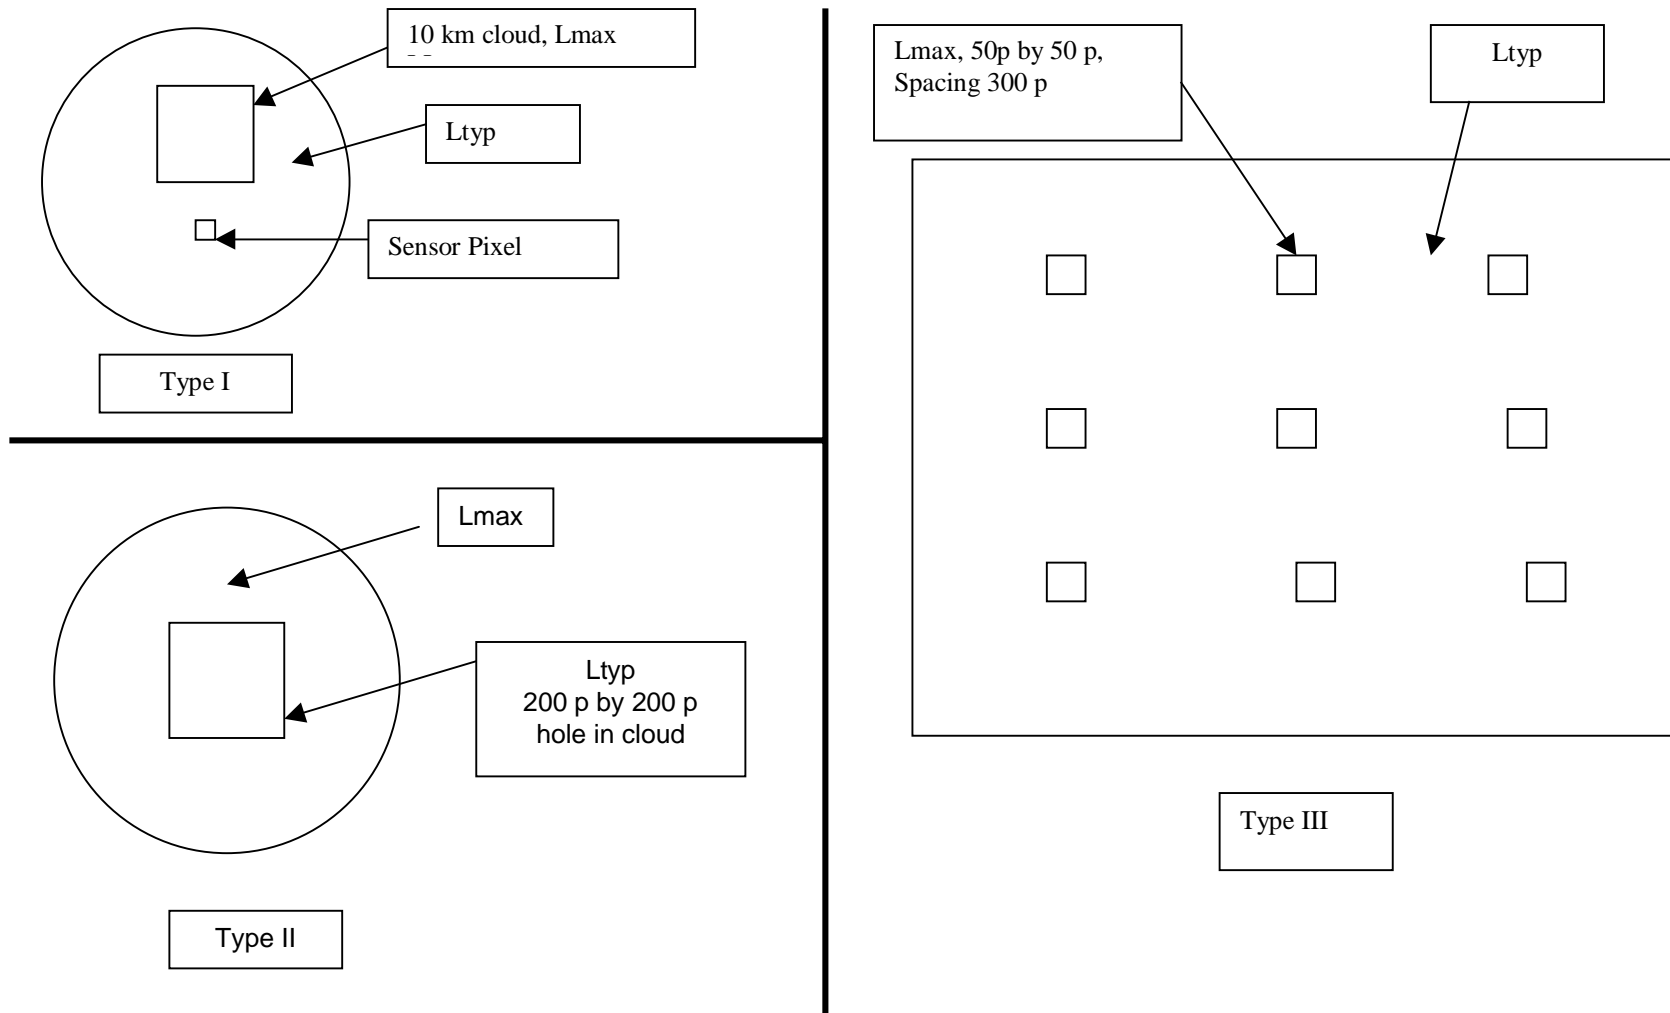 10 km cloud, Lmax
Ltyp
Sensor Pixel
Type I
Lmax
Ltyp
200 p by 200 p
hole in cloud
Type II
Lmax, 50p by 50 p,
Spacing 300 p
Ltyp
Type III